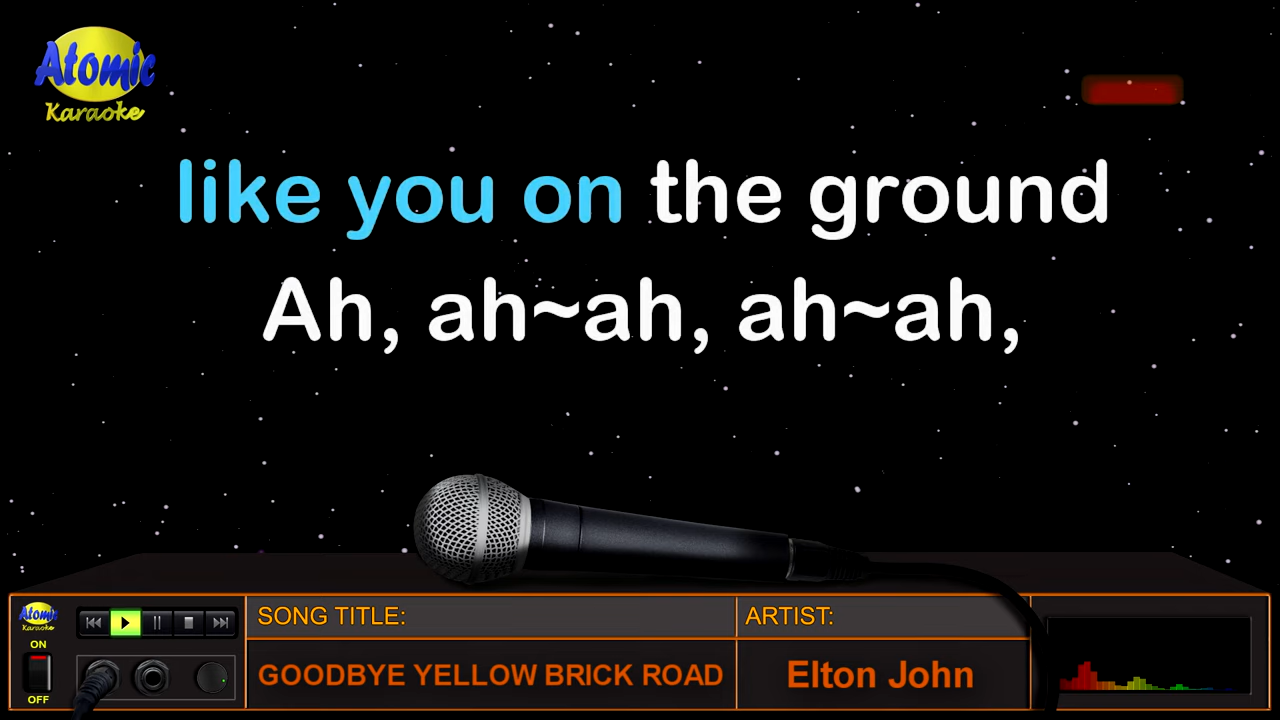 Atomic
Karaoke
like you on the ground
Ah, ah~ah, ah~ah,
Atomic
Karaoke
ON
OFF
SONG TITLE:
GOODBYE YELLOW BRICK ROAD
ARTIST:
Elton John